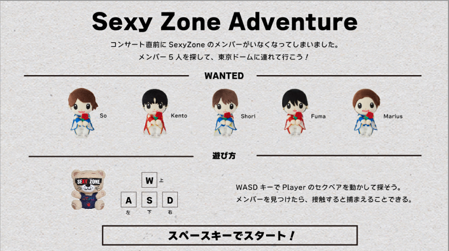 Sexy Zone Adventure
コンサート直前に SexyZone のメンバーがいなくなってしまいました。
メンバー 5 人を探して、東京ドームに連れて行こう！
WANTED
So
Kento
Shori
Fuma
Marius
遊び方
SEXY ZONE
W 上
A S D
左 下 右
WASD キーで Player のセクベアを動かして探そう。
メンバーを見つけたら、接触すると捕まえることできる。
スペースキーでスタート！